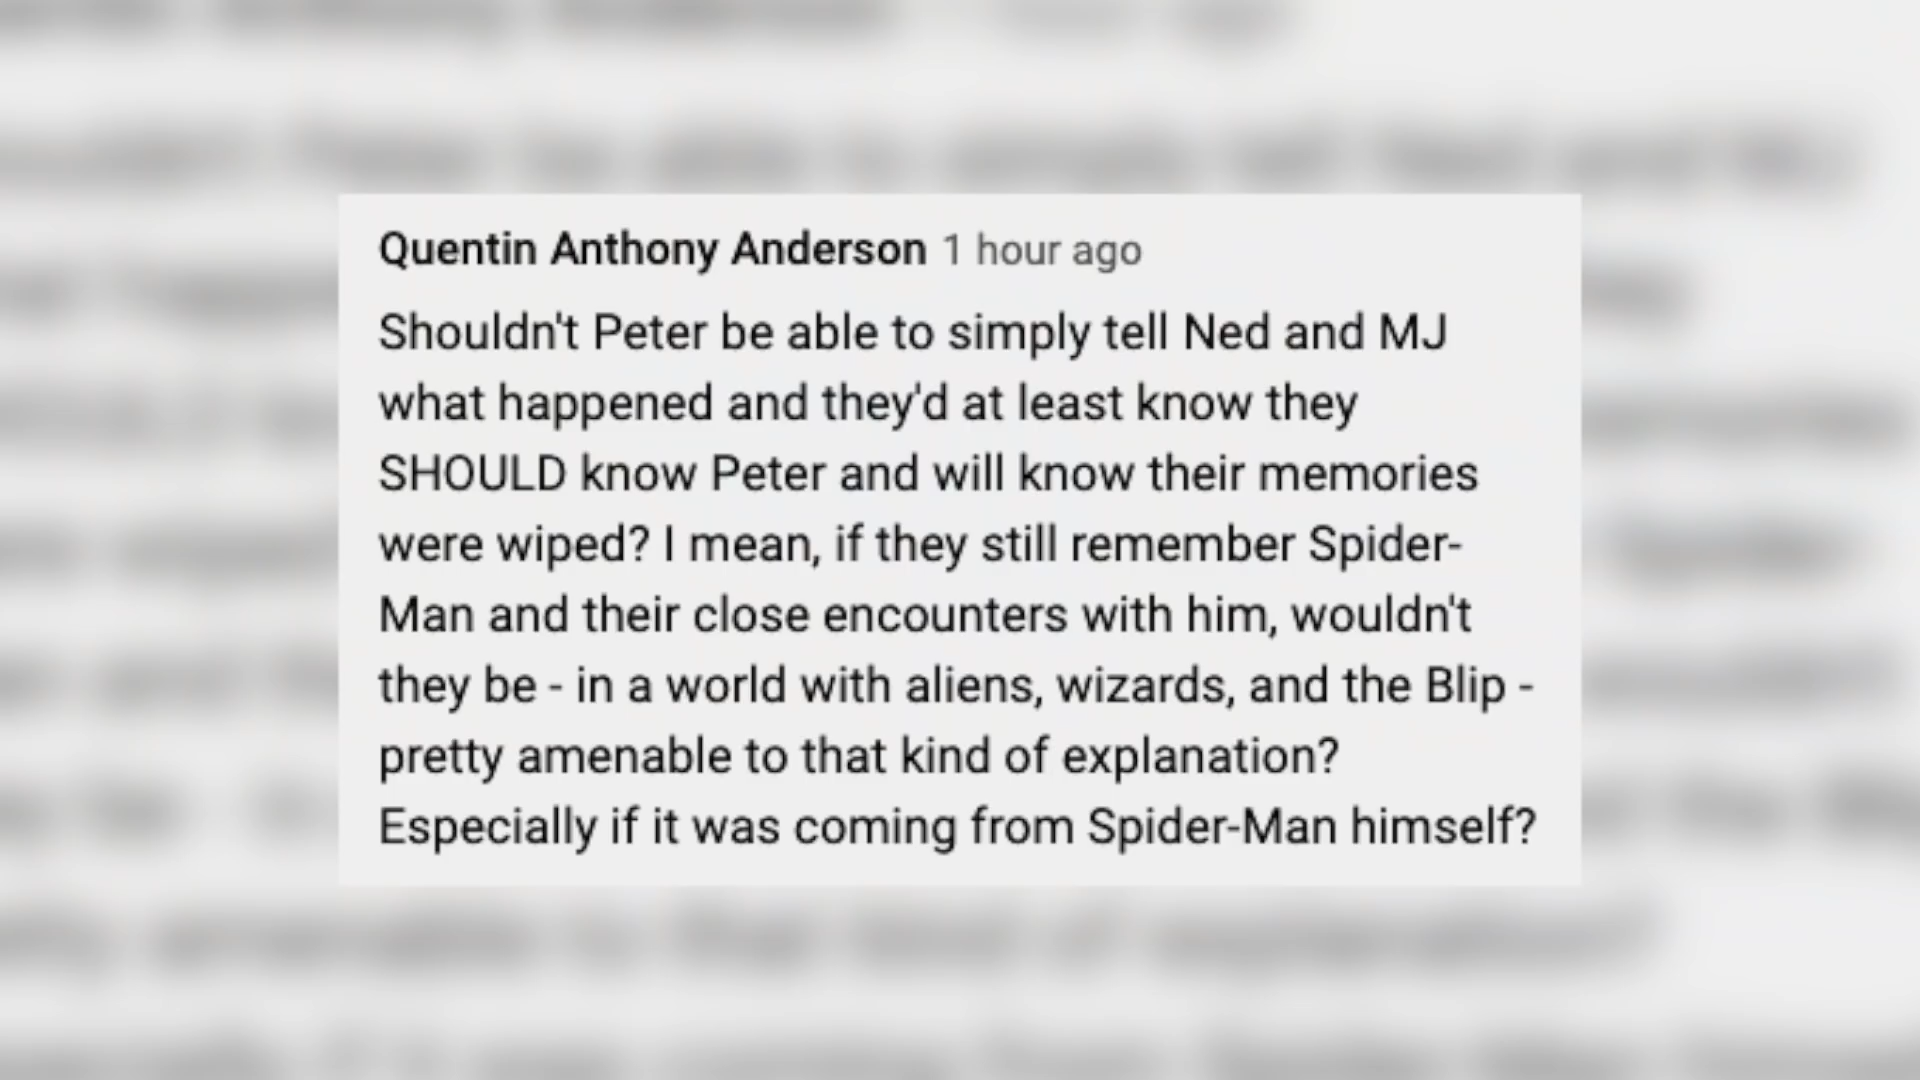 Quentin Anthony Anderson 1 hour ago
Shouldn't Peter be able to simply tell Ned and MJ
what happened and they'd at least know they
SHOULD know Peter and will know their memories
were wiped? I mean, if they still remember Spider-
Man and their close encounters with him, wouldn't
they be - in a world with aliens, wizards, and the Blip -
pretty amenable to that kind of explanation?
Especially if it was coming from Spider-Man himself?